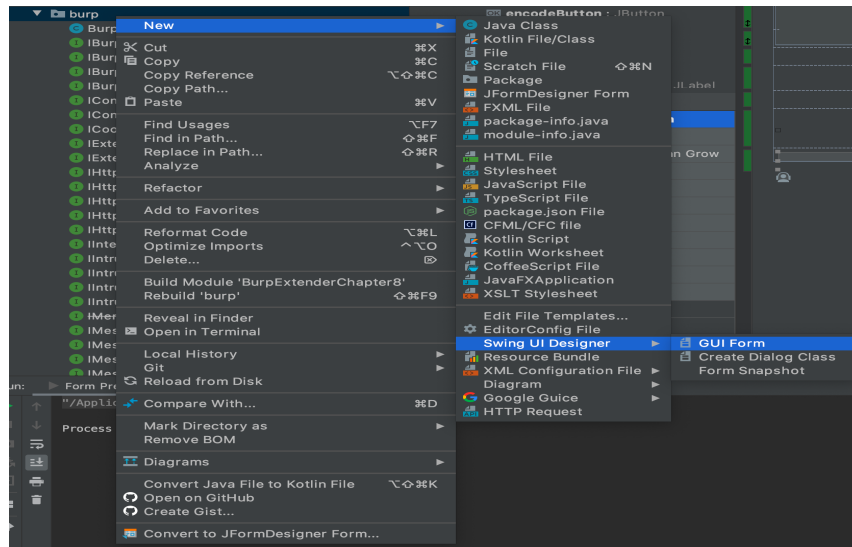 burp
New
Cut ⌘X
Copy ⌘C
Copy Reference ⌥⇧⌘C
Copy Path...
Paste ⌘V
Find Usages ⌥F7
Find in Path... ⇧⌘F
Replace in Path... ⇧⌘R
Analyze
Refactor
Add to Favorites
Reformat Code ⌥⌘L
Optimize Imports ^⌥O
Delete... ⌦
Build Module 'BurpExtenderChapter8'
Rebuild 'burp' ⇧⌘F9
Reveal in Finder
Open in Terminal
Local History
Git
Reload from Disk
Compare With... ⌘D
Mark Directory as
Remove BOM
Diagrams
Convert Java File to Kotlin File ⌥⇧⌘K
Open on GitHub
Create Gist...
Convert to JFormDesigner Form...
encodeButton : JButton
Java Class
Kotlin File/Class
File
Scratch File ⇧⌘N
Package
JFormDesigner Form
FXML File
package-info.java
module-info.java
HTML File
Stylesheet
JavaScript File
TypeScript File
package.json File
CFML/CFC file
Kotlin Script
Kotlin Worksheet
CoffeeScript File
JavaFXApplication
XSLT Stylesheet
Edit File Templates...
EditorConfig File
Swing UI Designer
Resource Bundle
XML Configuration File
Diagram
Google Guice
HTTP Request
GUI Form
Create Dialog Class
Form Snapshot
JLabel
n Grow
un:
Form Pre
"/Applic
Process